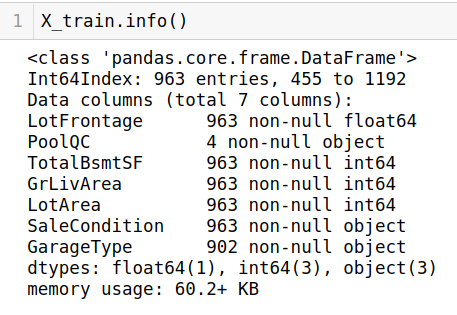 1 X_train.info()
<class 'pandas.core.frame.DataFrame'>
Int64Index: 963 entries, 455 to 1192
Data columns (total 7 columns):
LotFrontage      963 non-null float64
PoolQC           4 non-null object
TotalBsmtSF      963 non-null int64
GrLivArea        963 non-null int64
LotArea          963 non-null int64
SaleCondition    963 non-null object
GarageType       902 non-null object
dtypes: float64(1), int64(3), object(3)
memory usage: 60.2+ KB